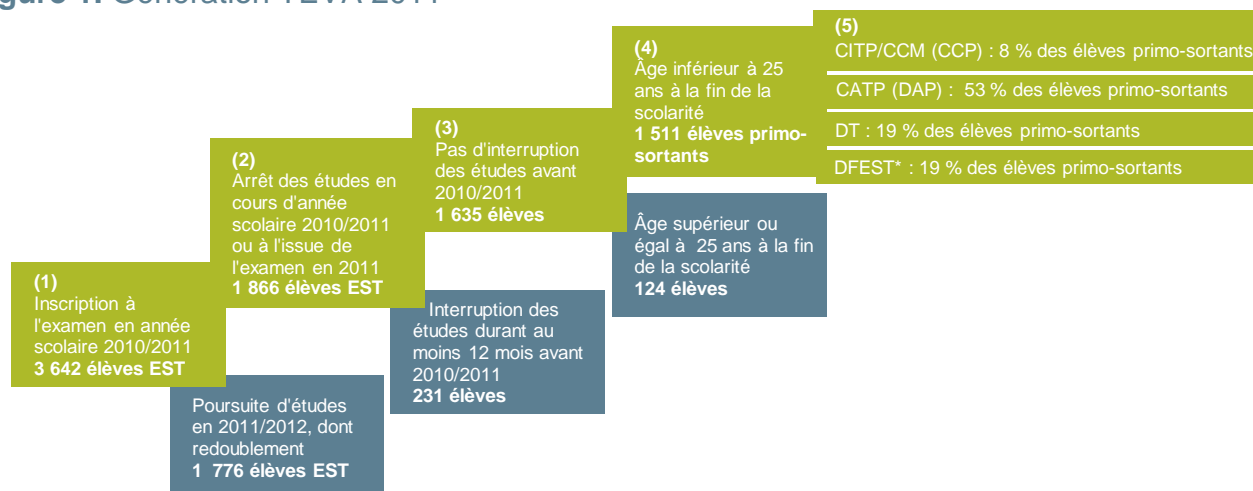 gure 1: Génération TEVA 2011
(1)
Inscription à
l'examen en année
scolaire 2010/2011
3 642 élèves EST
(2)
Arrêt des études en
cours d'année
scolaire 2010/2011
ou à l'issue de
l'examen en 2011
1 866 élèves EST
Poursuite d'études
en 2011/2012, dont
redoublement
1 776 élèves EST
(3)
Pas d'interruption
des études avant
2010/2011
1 635 élèves
Interruption des
études durant au
moins 12 mois avant
2010/2011
231 élèves
(4)
Âge inférieur à 25
ans à la fin de la
scolarité
1 511 élèves primo-
sortants
Âge supérieur ou
égal à 25 ans à la fin
de la scolarité
124 élèves
(5)
CITP/CCM (CCP) : 8 % des élèves primo-sortants
CATP (DAP) : 53 % des élèves primo-sortants
DT : 19 % des élèves primo-sortants
DFEST* : 19 % des élèves primo-sortants